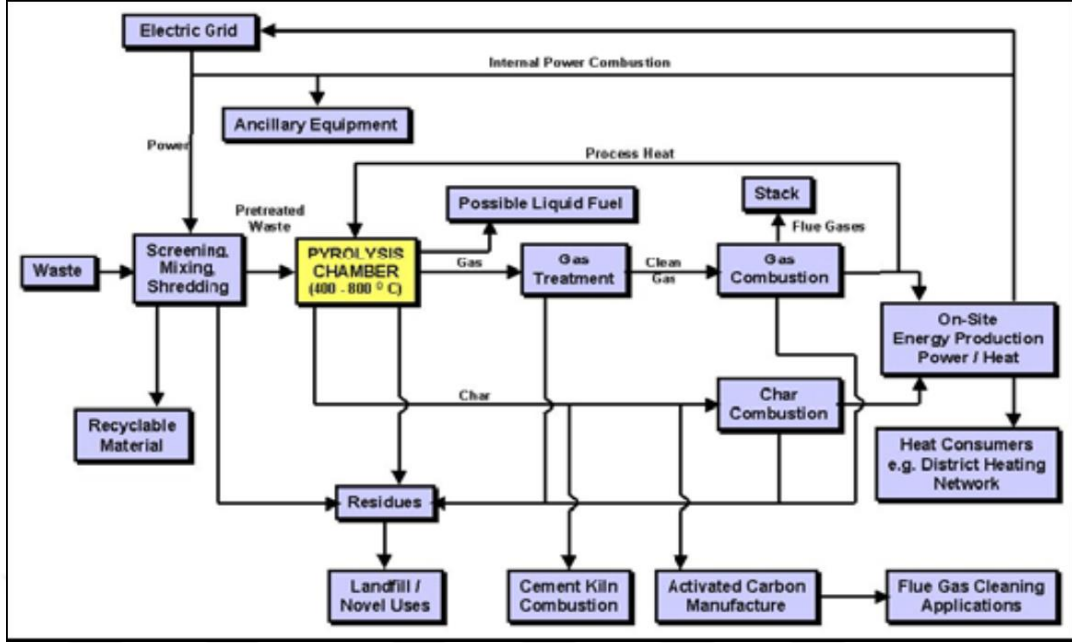 Electric Grid
Internal Power Combustion
Ancillary Equipment
Power
Process Heat
Possible Liquid Fuel
Stack
Flue Gases
Pretreated
Waste
Waste
Screening,
Mixing,
Shredding
PYROLYSIS
CHAMBER
(400 - 800 ° C)
Gas
Gas
Treatment
Clean
Gas
Gas
Combustion
On-Site
Energy Production
Power / Heat
Char
Char
Combustion
Recyclable
Material
Heat Consumers
e.g. District Heating
Network
Residues
Landfill /
Novel Uses
Cement Kiln
Combustion
Activated Carbon
Manufacture
Flue Gas Cleaning
Applications